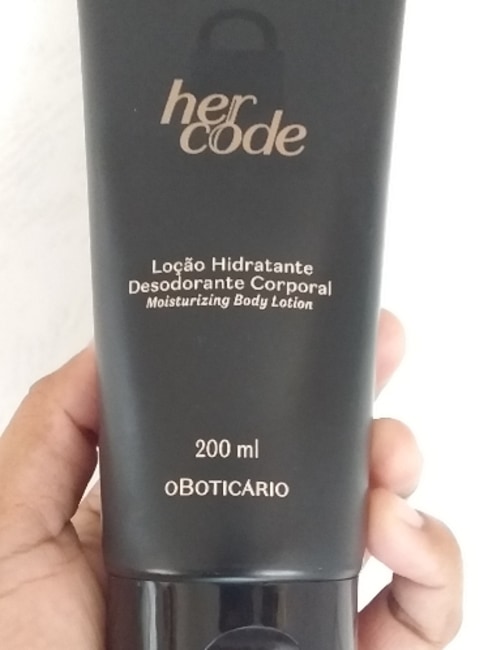 her
code
Loção Hidratante
Desodorante Corporal
Moisturizing Body Lotion
200 ml
oBOTICÁRIO